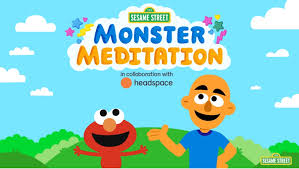 SESAME STREET
MONSTER
MEDITATION
in collaboration with
headspace
SESAME STREET